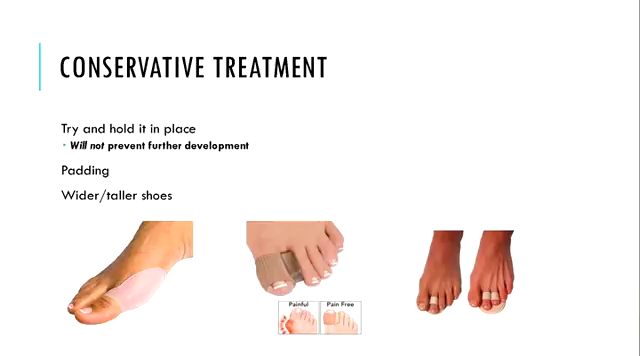 CONSERVATIVE TREATMENT
Try and hold it in place
Will not prevent further development
Padding
Wider/taller shoes
Painful
Pain Free